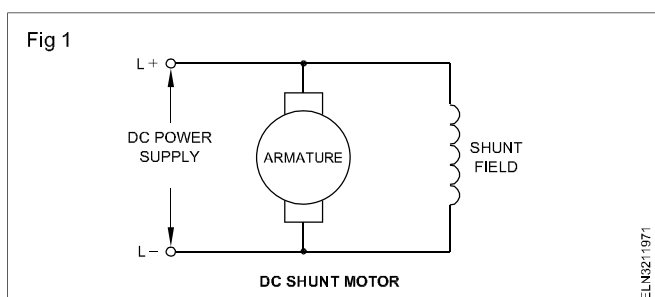 Fig 1
L +
DC POWER
SUPPLY
ARMATURE
SHUNT
FIELD
L −
DC SHUNT MOTOR
ELN3211971